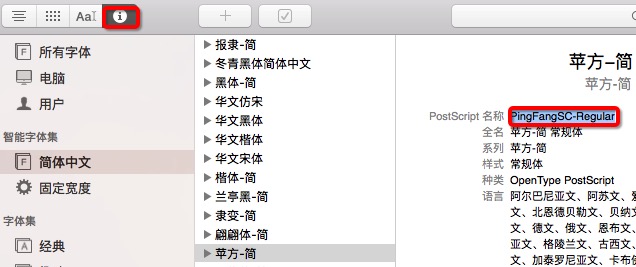 Aa
所有字体
电脑
用户
智能字体集
简体中文
固定宽度
字体集
经典
报隶-简
冬青黑体简体中文
黑体-简
华文仿宋
华文黑体
华文楷体
华文宋体
楷体-简
兰亭黑-简
隶变-简
翩翩体-简
苹方-简
苹方-简
苹方-简
PostScript 名称 PingFangSC-Regular
全名 苹方-简 常规体
系列 苹方-简
样式 常规体
种类 OpenType PostScript
语言 阿尔巴尼亚文、阿苏文、
文、北恩德贝勒文、贝纳
文、德文、俄文、恩布文
亚文、格陵兰文、古西文
文、加泰罗尼亚文、卡布